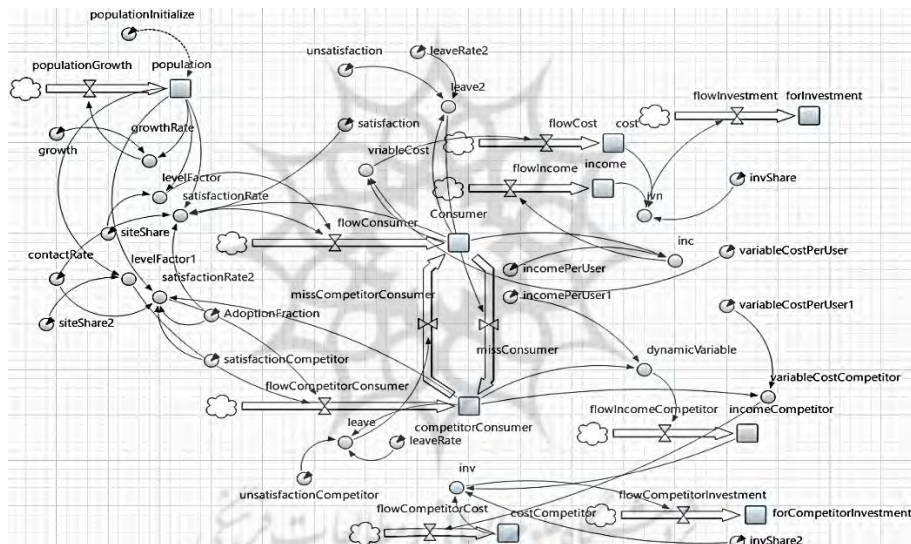 populationInitialize
populationGrowth
population
unsatisfaction
leaveRate2
leave2
flowInvestment
forInvestment
growth
growthRate
satisfaction
vriableCost
flowCost
cost
flowIncome
income
ivn
invShare
levelFactor
satisfactionRate
siteShare
flowConsumer
Consumer
contactRate
levelFactor1
satisfactionRate2
inc
incomePerUser
variableCostPerUser
siteShare2
AdoptionFraction
missCompetitorConsumer
incomePerUser1
variableCostPerUser1
satisfactionCompetitor
missConsumer
dynamicVariable
flowCompetitorConsumer
variableCostCompetitor
competitorConsumer
flowIncomeCompetitor
incomeCompetitor
leave
leaveRate
unsatisfactionCompetitor
inv
flowCompetitorInvestment
flowCompetitorCost
costCompetitor
forCompetitorInvestment
invShare2